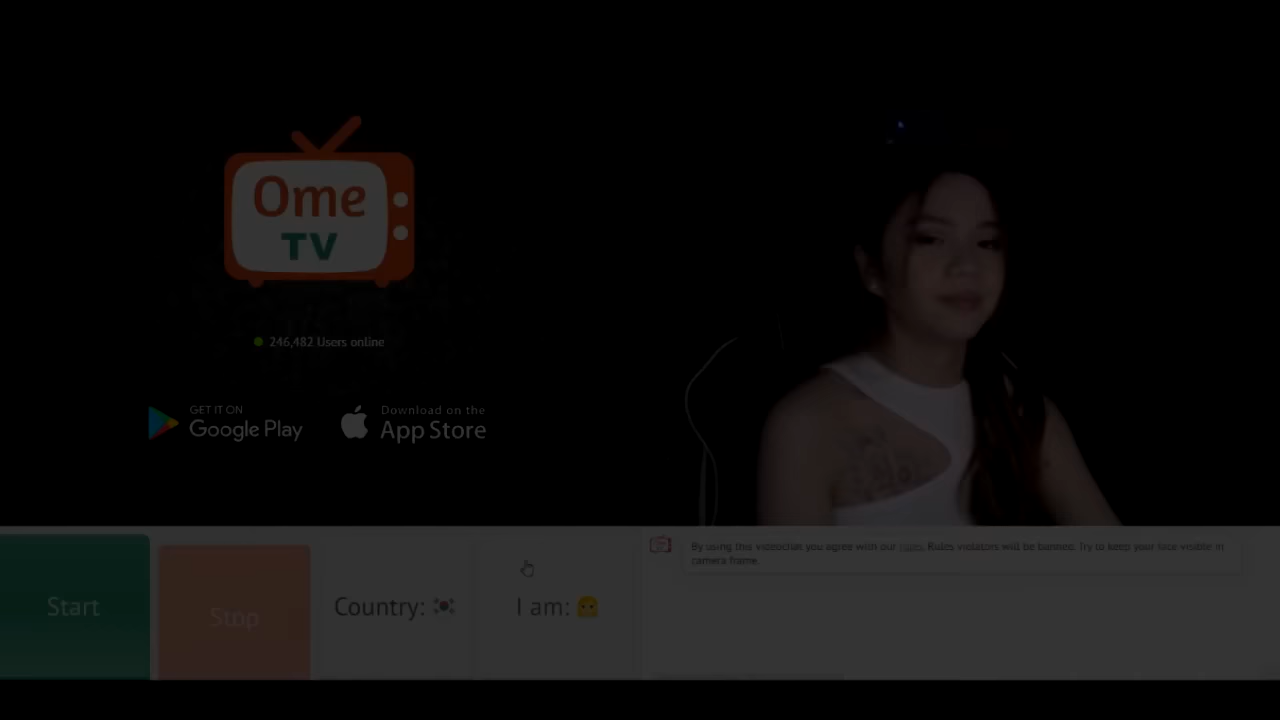 Ome
TV
246,482 Users online
GET IT ON
Google Play
Download on the
App Store
Start
Stop
Country:
I am:
By using this videochat you agree with our rules. Rules violators will be banned. Try to keep your face visible in
camera frame.